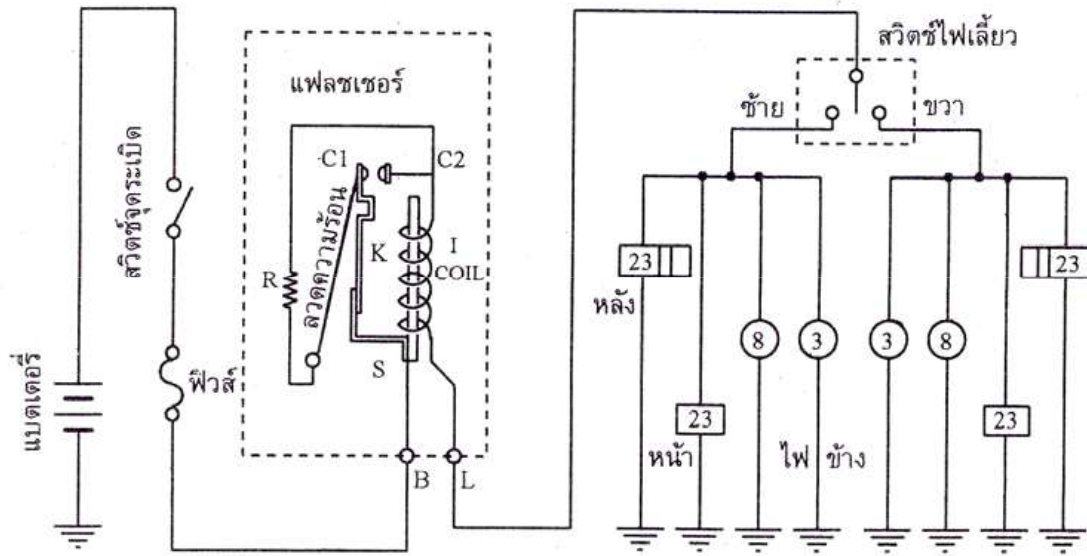 สวิตช์ไฟเลี้ยว
แฟลชเชอร์
ซ้าย
ขวา
C1
C2
สวิตช์จุดระเบิด
ลวดความร้อน
K
I
COIL
R
23
23
หลัง
8
3
3
8
S
ฟิวส์
แบตเตอรี่
23
23
หน้า
ไฟ ข้าง
B
L